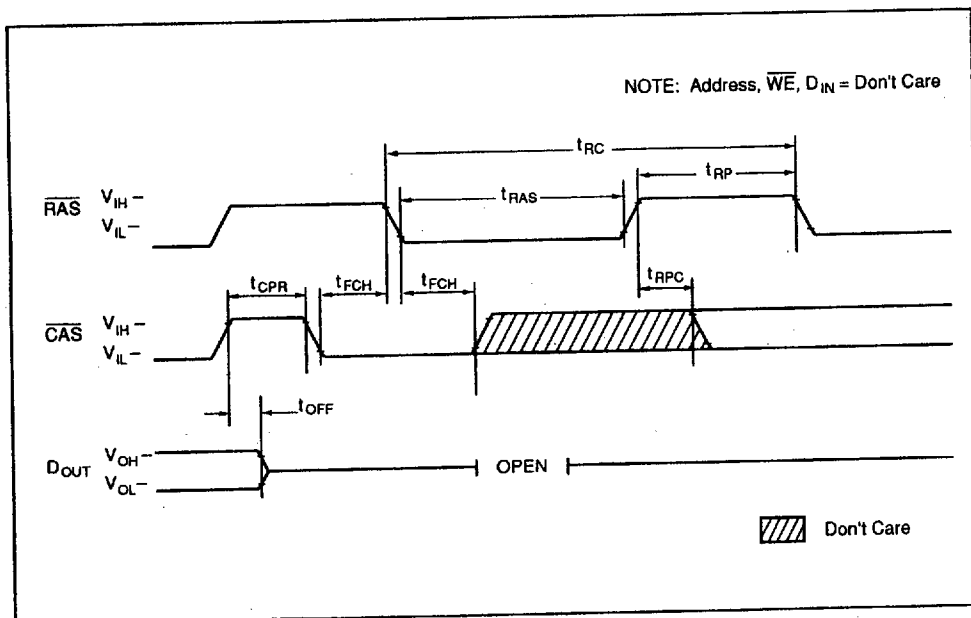 NOTE: Address, WE, DIN = Don't Care
tRC
tRP
tRAS
RAS VIH –
VIL –
tCPR tFCH tFCH tRPC
CAS VIH –
VIL –
tOFF
DOUT VOH –
VOL –
OPEN
Don't Care